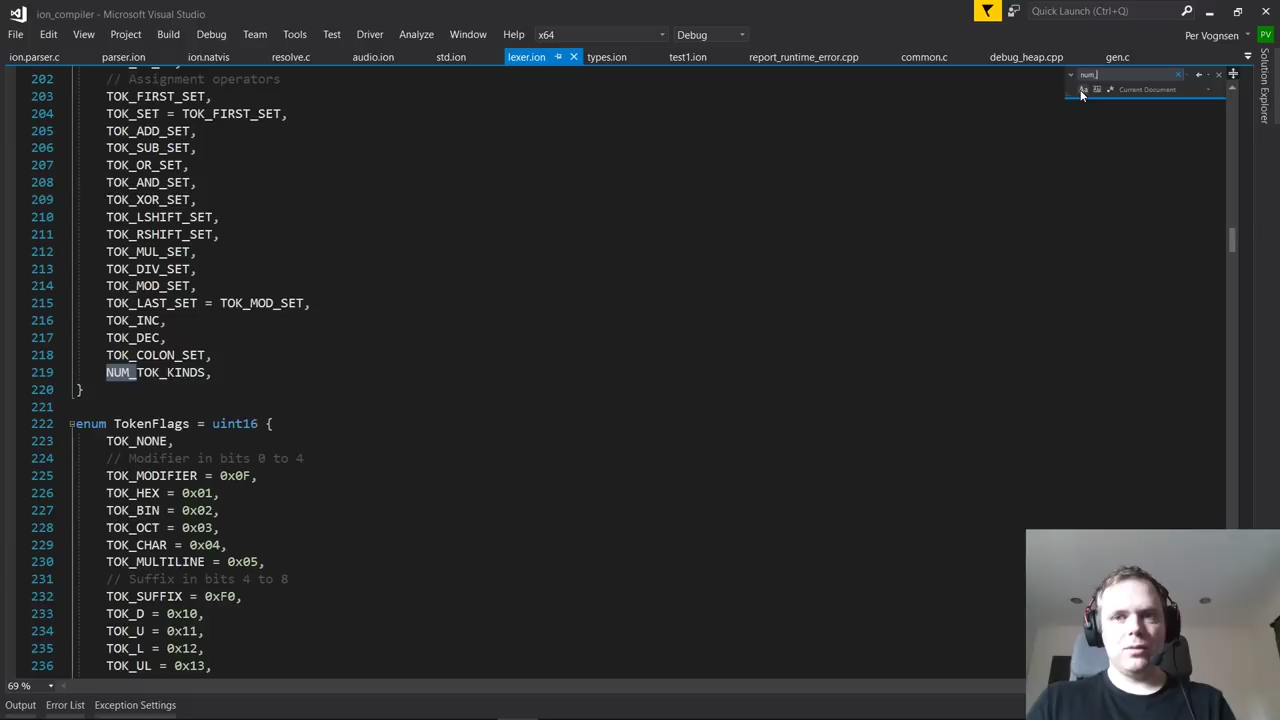 ion_compiler - Microsoft Visual Studio
Quick Launch (Ctrl+Q)
File Edit View Project Build Debug Team Tools Test Driver Analyze Window Help x64 Debug Per Vognsen PV
ion.parser.c parser.ion ion.natvis resolve.c audio.ion std.ion lexer.ion types.ion test1.ion report_runtime_error.cpp common.c debug_heap.cpp gen.c
Solution Explorer
num_
Aa Current Document
202 // Assignment operators
203 TOK_FIRST_SET,
204 TOK_SET = TOK_FIRST_SET,
205 TOK_ADD_SET,
206 TOK_SUB_SET,
207 TOK_OR_SET,
208 TOK_AND_SET,
209 TOK_XOR_SET,
210 TOK_LSHIFT_SET,
211 TOK_RSHIFT_SET,
212 TOK_MUL_SET,
213 TOK_DIV_SET,
214 TOK_MOD_SET,
215 TOK_LAST_SET = TOK_MOD_SET,
216 TOK_INC,
217 TOK_DEC,
218 TOK_COLON_SET,
219 NUM_TOK_KINDS,
220 }
221
222 enum TokenFlags = uint16 {
223 TOK_NONE,
224 // Modifier in bits 0 to 4
225 TOK_MODIFIER = 0x0F,
226 TOK_HEX = 0x01,
227 TOK_BIN = 0x02,
228 TOK_OCT = 0x03,
229 TOK_CHAR = 0x04,
230 TOK_MULTILINE = 0x05,
231 // Suffix in bits 4 to 8
232 TOK_SUFFIX = 0xF0,
233 TOK_D = 0x10,
234 TOK_U = 0x11,
235 TOK_L = 0x12,
236 TOK_UL = 0x13,
69 %
Output Error List Exception Settings